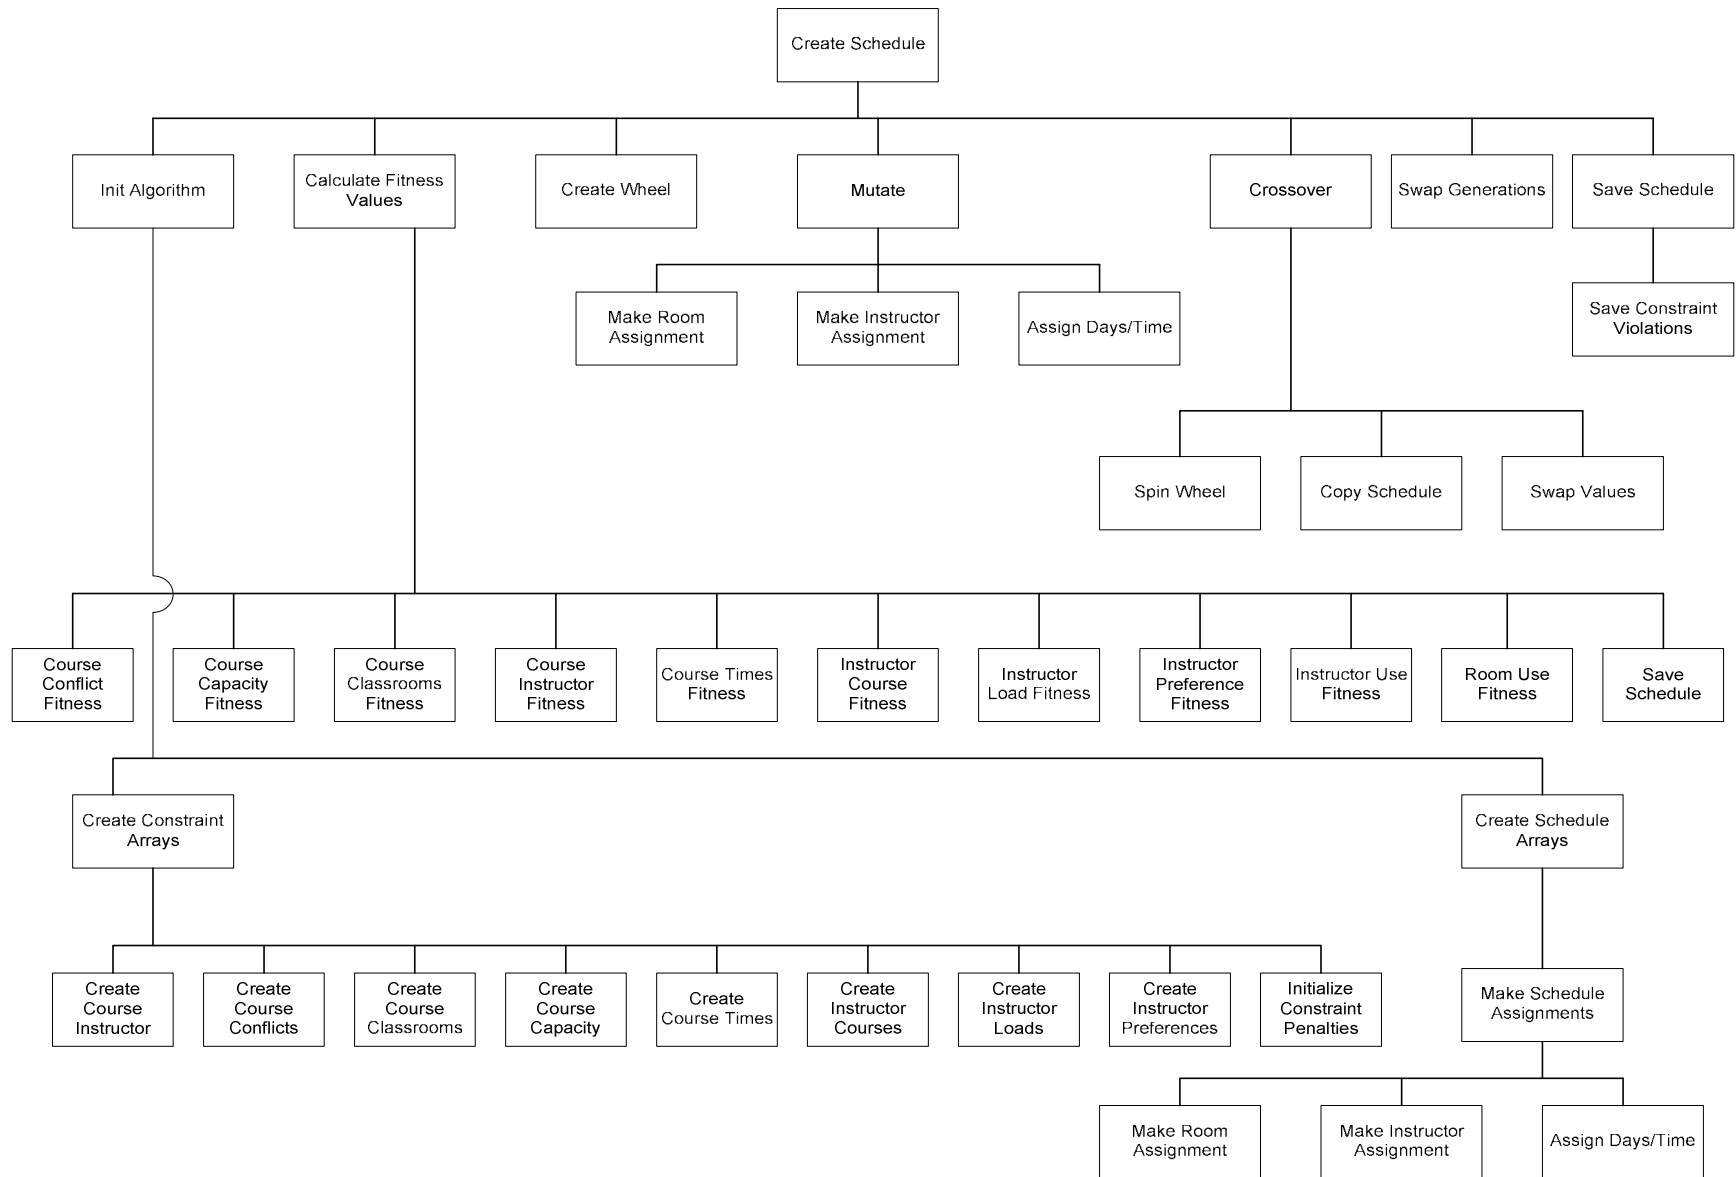 Create Schedule
Init Algorithm
Calculate Fitness
Values
Create Wheel
Mutate
Crossover
Swap Generations
Save Schedule
Make Room
Assignment
Make Instructor
Assignment
Assign Days/Time
Save Constraint
Violations
Spin Wheel
Copy Schedule
Swap Values
Course
Conflict
Fitness
Course
Capacity
Fitness
Course
Classrooms
Fitness
Course
Instructor
Fitness
Course Times
Fitness
Instructor
Course
Fitness
Instructor
Load Fitness
Instructor
Preference
Fitness
Instructor Use
Fitness
Room Use
Fitness
Save
Schedule
Create Constraint
Arrays
Create Schedule
Arrays
Create
Course
Instructor
Create
Course
Conflicts
Create
Course
Classrooms
Create
Course
Capacity
Create
Course Times
Create
Instructor
Courses
Create
Instructor
Loads
Create
Instructor
Preferences
Initialize
Constraint
Penalties
Make Schedule
Assignments
Make Room
Assignment
Make Instructor
Assignment
Assign Days/Time